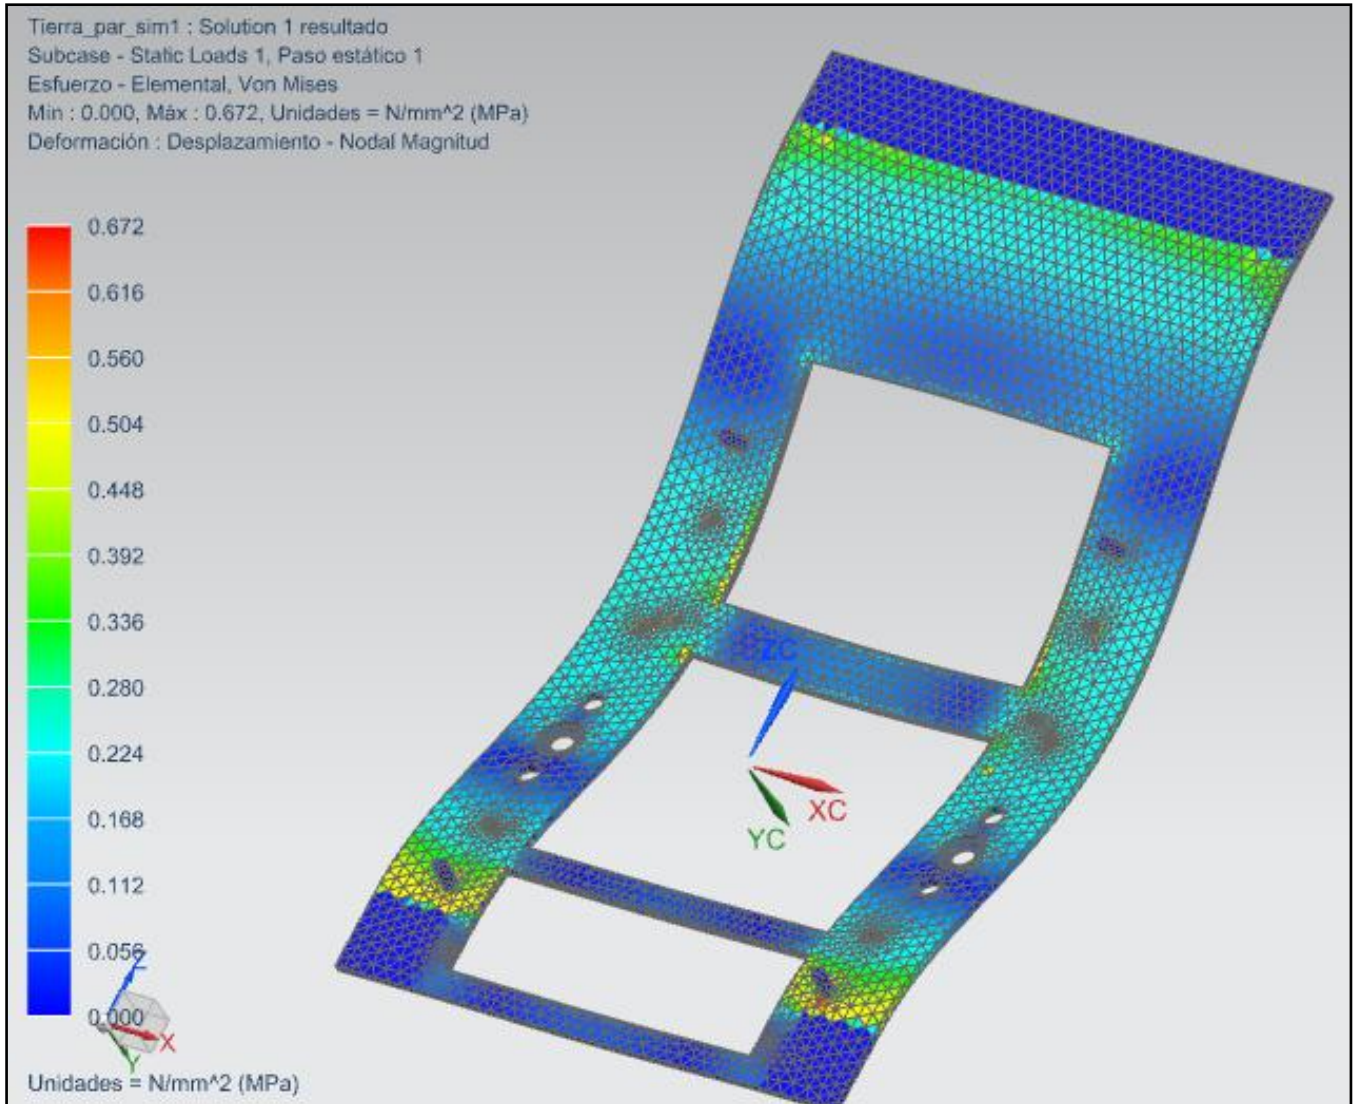 Tierra_par_sim1 : Solution 1 resultado
Subcase - Static Loads 1, Paso estático 1
Esfuerzo - Elemental, Von Mises
Min : 0.000, Máx : 0.672, Unidades = N/mm^2 (MPa)
Deformación : Desplazamiento - Nodal Magnitud
0.672
0.616
0.560
0.504
0.448
0.392
0.336
0.280
0.224
0.168
0.112
0.056
0.000
ZC
XC
YC
Z
X
Y
Unidades = N/mm^2 (MPa)